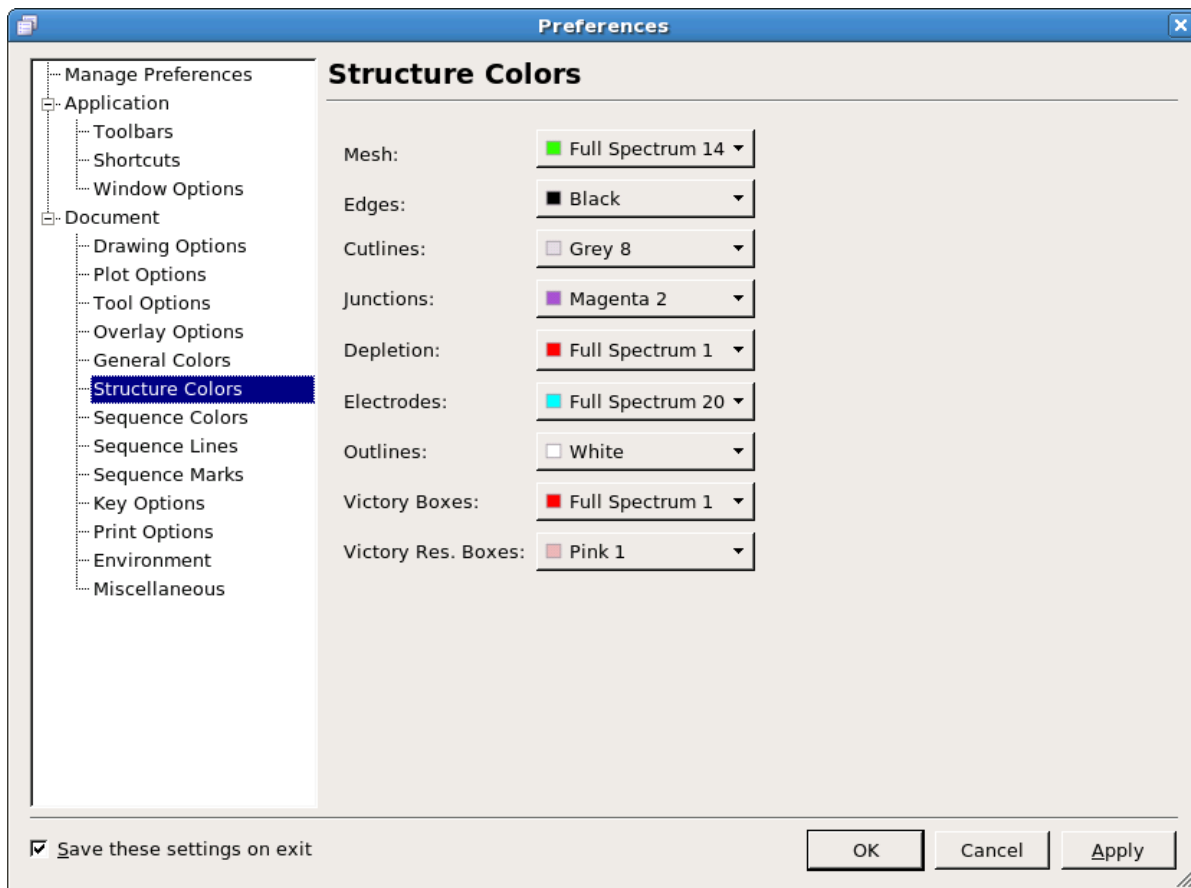 Preferences
Manage Preferences
Application
Toolbars
Shortcuts
Window Options
Document
Drawing Options
Plot Options
Tool Options
Overlay Options
General Colors
Structure Colors
Sequence Colors
Sequence Lines
Sequence Marks
Key Options
Print Options
Environment
Miscellaneous
Structure Colors
Mesh: Full Spectrum 14
Edges: Black
Cutlines: Grey 8
Junctions: Magenta 2
Depletion: Full Spectrum 1
Electrodes: Full Spectrum 20
Outlines: White
Victory Boxes: Full Spectrum 1
Victory Res. Boxes: Pink 1
Save these settings on exit
OK Cancel Apply